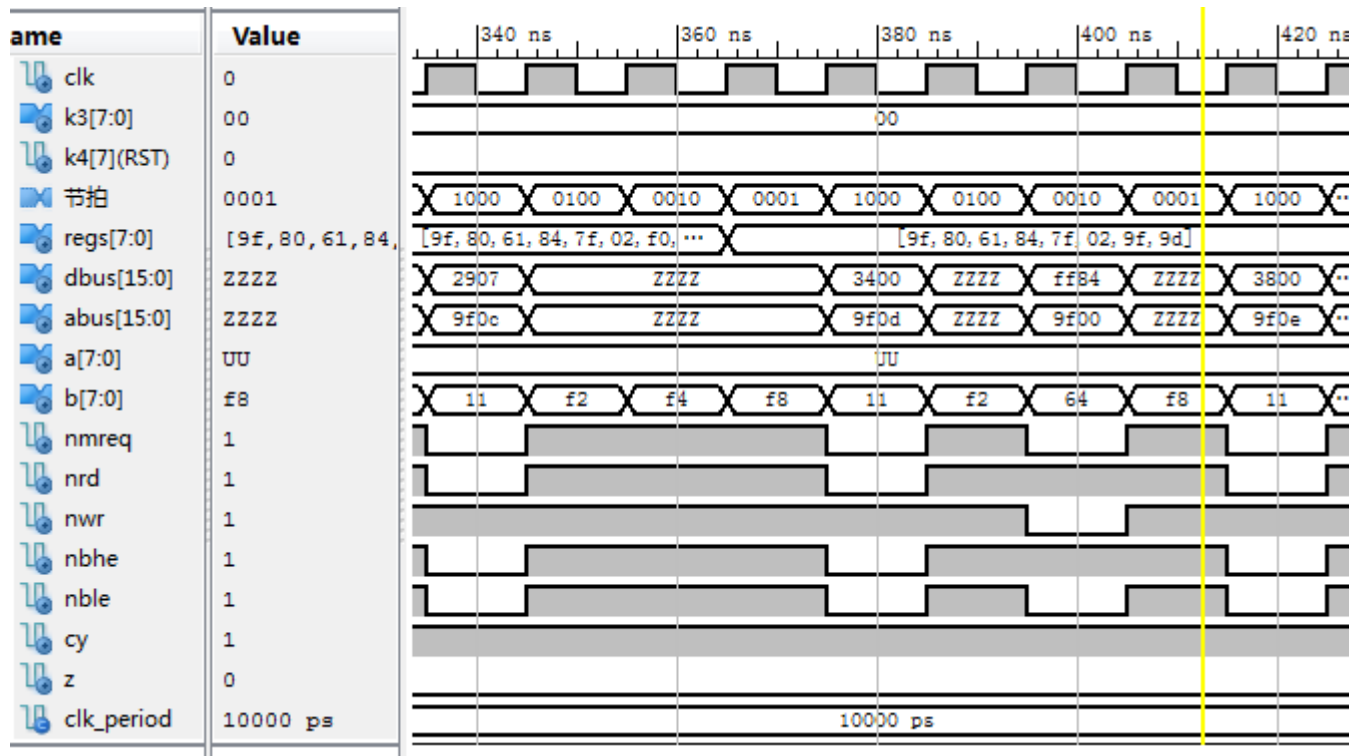 ame Value 340 ns 360 ns 380 ns 400 ns 420 ns
clk 0
k3[7:0] 00 00
k4[7](RST) 0
节拍 0001 1000 0100 0010 0001 1000 0100 0010 0001 1000 ...
regs[7:0] [9f,80,61,84, [9f, 80, 61, 84, 7f, 02, f0, ... [9f, 80, 61, 84, 7f, 02, 9f, 9d]
dbus[15:0] ZZZZ 2907 ZZZZ 3400 ZZZZ ff84 ZZZZ 3800 ...
abus[15:0] ZZZZ 9f0c ZZZZ 9f0d ZZZZ 9f00 ZZZZ 9f0e ...
a[7:0] UU UU
b[7:0] f8 11 f2 f4 f8 11 f2 64 f8 11 ...
nmreq 1
nrd 1
nwr 1
nbhe 1
nble 1
cy 1
z 0
clk_period 10000 ps 10000 ps